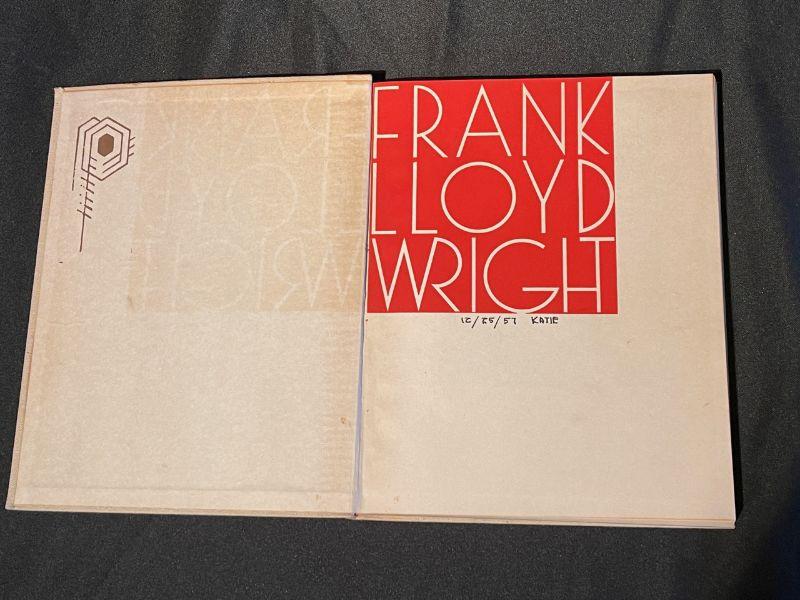 FRANK
LLOYD
WRIGHT
12/25/57 KATIE